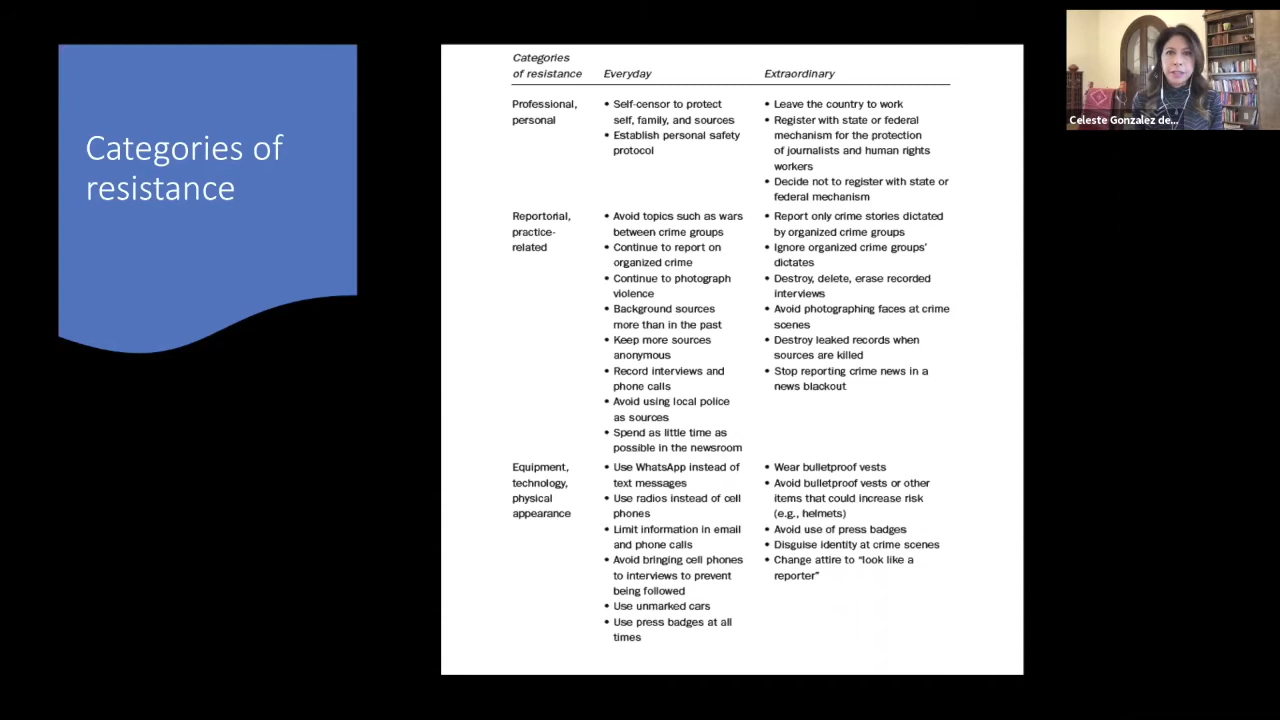 Categories of
resistance
Categories
of resistance
Everyday
Extraordinary
Professional,
personal
• Self-censor to protect
self, family, and sources
• Establish personal safety
protocol
• Leave the country to work
• Register with state or federal
mechanism for the protection
of journalists and human rights
workers
• Decide not to register with state or
federal mechanism
Reportorial,
practice-
related
• Avoid topics such as wars
between crime groups
• Continue to report on
organized crime
• Continue to photograph
violence
• Background sources
more than in the past
• Keep more sources
anonymous
• Record interviews and
phone calls
• Avoid using local police
as sources
• Spend as little time as
possible in the newsroom
• Report only crime stories dictated
by organized crime groups
• Ignore organized crime groups’
dictates
• Destroy, delete, erase recorded
interviews
• Avoid photographing faces at crime
scenes
• Destroy leaked records when
sources are killed
• Stop reporting crime news in a
news blackout
Equipment,
technology,
physical
appearance
• Use WhatsApp instead of
text messages
• Use radios instead of cell
phones
• Limit information in email
and phone calls
• Avoid bringing cell phones
to interviews to prevent
being followed
• Use unmarked cars
• Use press badges at all
times
• Wear bulletproof vests
• Avoid bulletproof vests or other
items that could increase risk
(e.g., helmets)
• Avoid use of press badges
• Disguise identity at crime scenes
• Change attire to “look like a
reporter”
Celeste Gonzalez de...